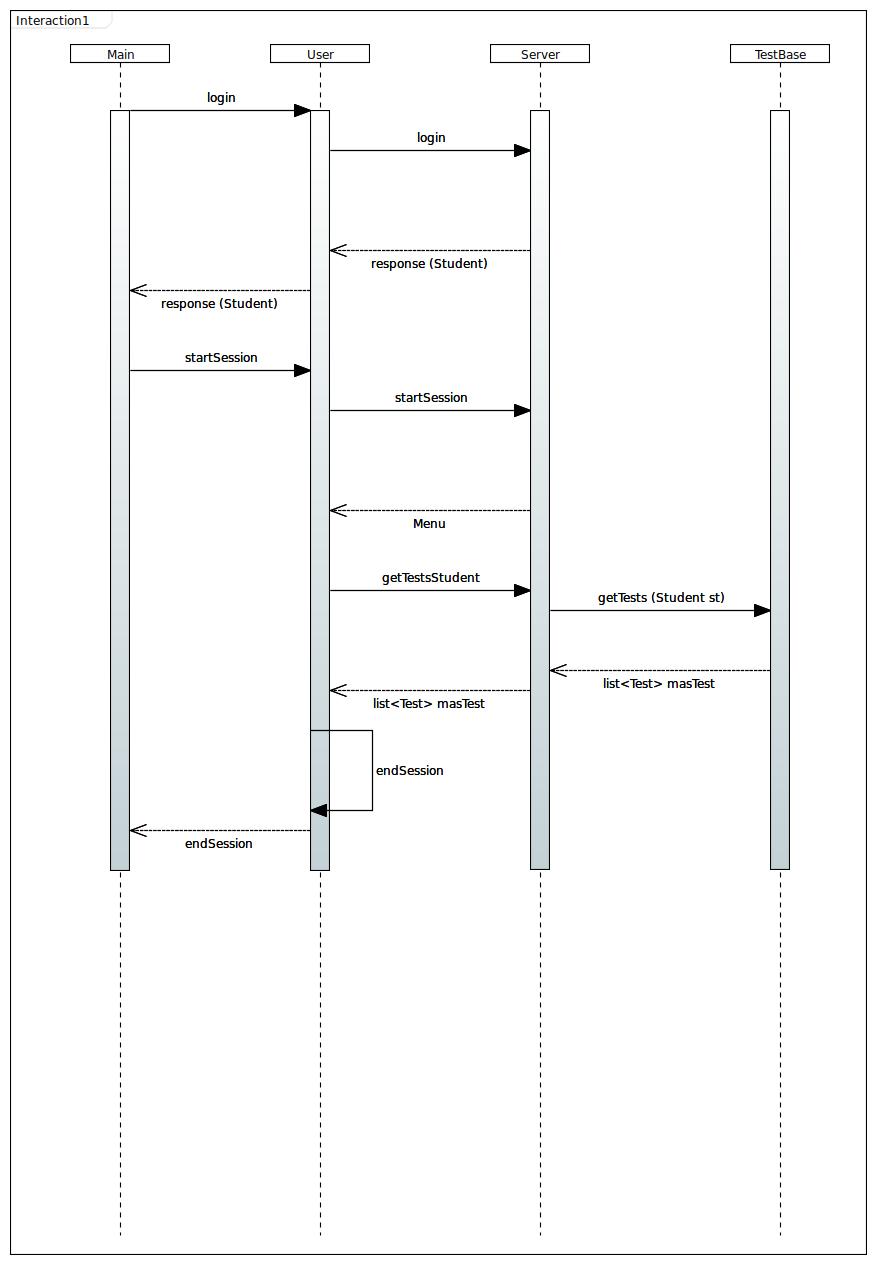 Interaction1
Main
User
Server
TestBase
login
login
response (Student)
response (Student)
startSession
startSession
Menu
getTestsStudent
getTests (Student st)
list<Test> masTest
list<Test> masTest
endSession
endSession